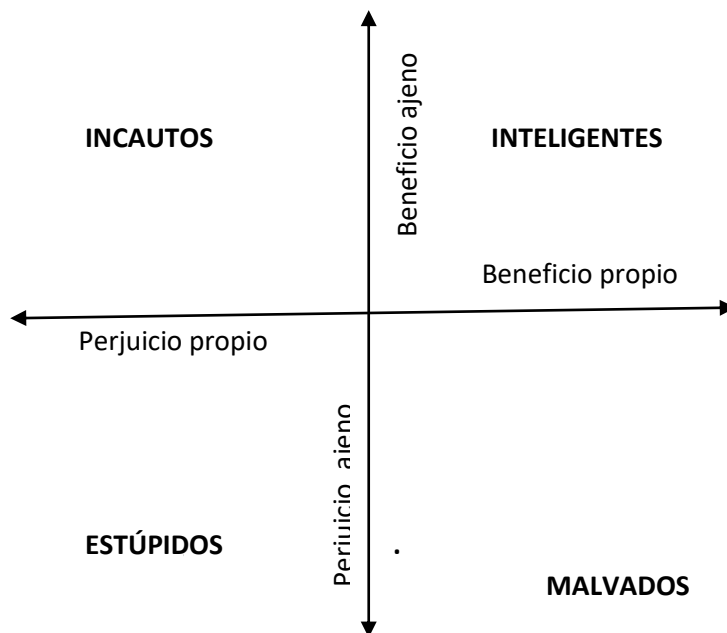 Beneficio ajeno
INCAUTOS
INTELIGENTES
Beneficio propio
Perjuicio propio
Perjuicio ajeno
ESTÚPIDOS
.
MALVADOS